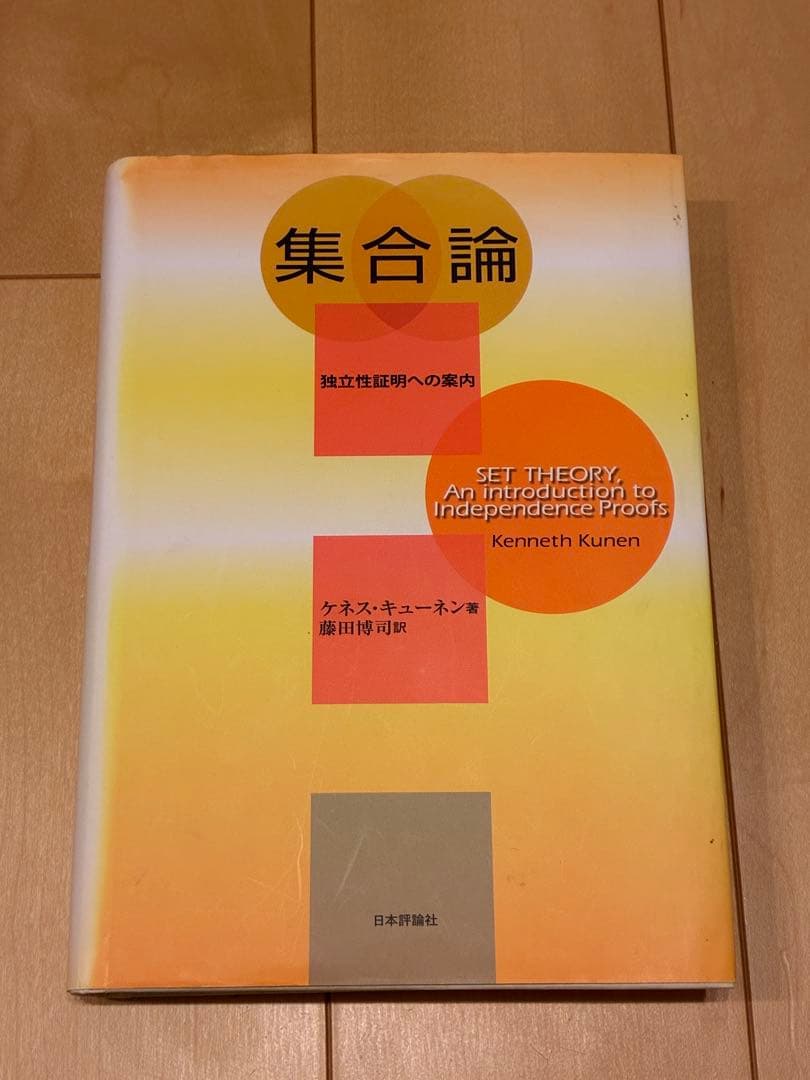 集合論
独立性証明への案内
SET THEORY,
An introduction to
Independence Proofs
Kenneth Kunen
ケネス・キューネン著
藤田博司訳
日本評論社